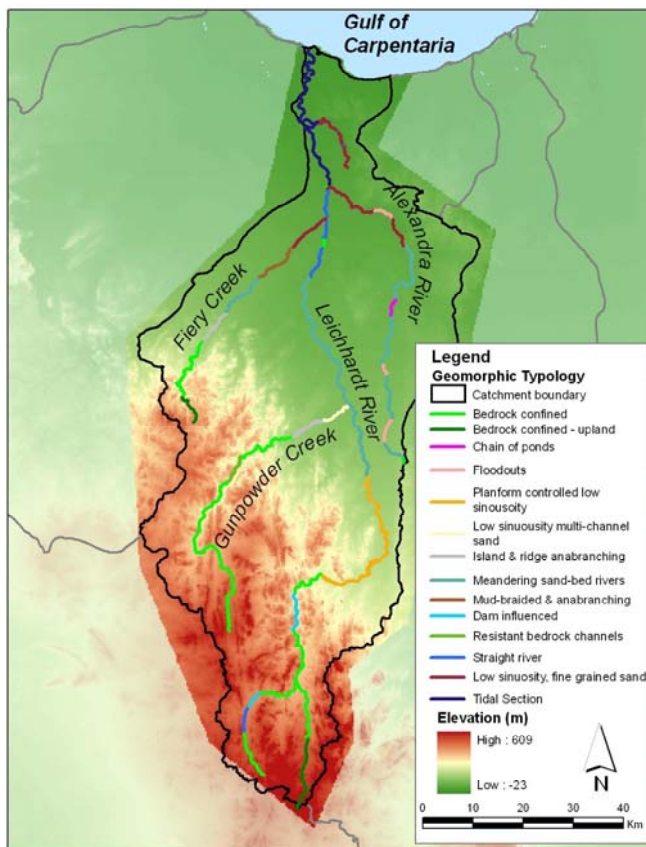 Gulf of
Carpentaria
Alexandra River
Fiery Creek
Leichhardt River
Gunpowder Creek
Legend
Geomorphic Typology
Catchment boundary
Bedrock confined
Bedrock confined - upland
Chain of ponds
Floodouts
Planform controlled low
sinousoity
Low sinuousity multi-channel
sand
Island & ridge anabranching
Meandering sand-bed rivers
Mud-braided & anabranching
Dam influenced
Resistant bedrock channels
Straight river
Low sinuosity, fine grained sand
Tidal Section
Elevation (m)
High : 609
Low : -23
N
0 10 20 30 40
Km